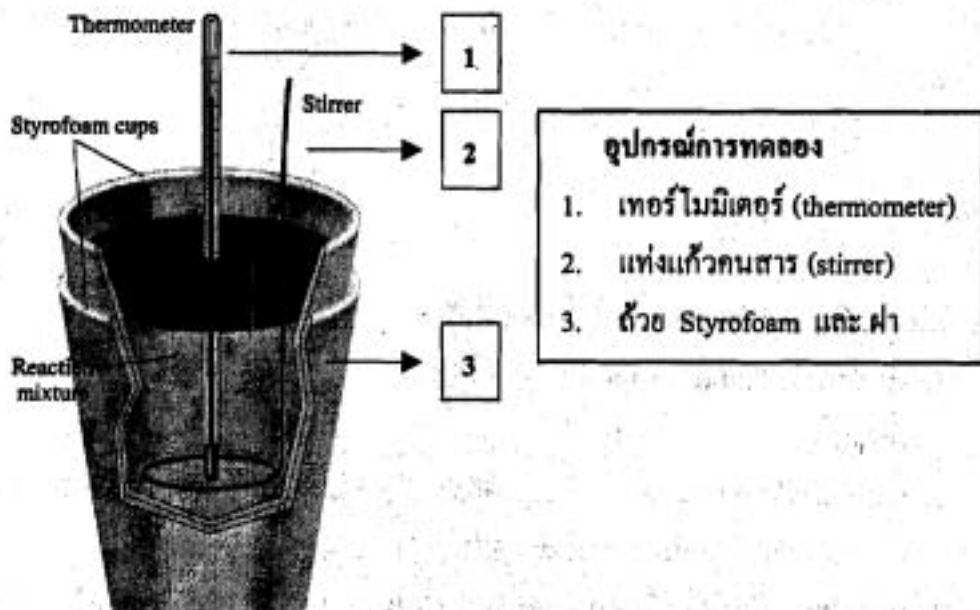 Thermometer
1
Stirrer
Styrofoam cups
2
อุปกรณ์การทดลอง
1. เทอร์โมมิเตอร์ (thermometer)
2. แท่งแก้วคนสาร (stirrer)
3. ถ้วย Styrofoam และ ฝา
Reaction
mixture
3